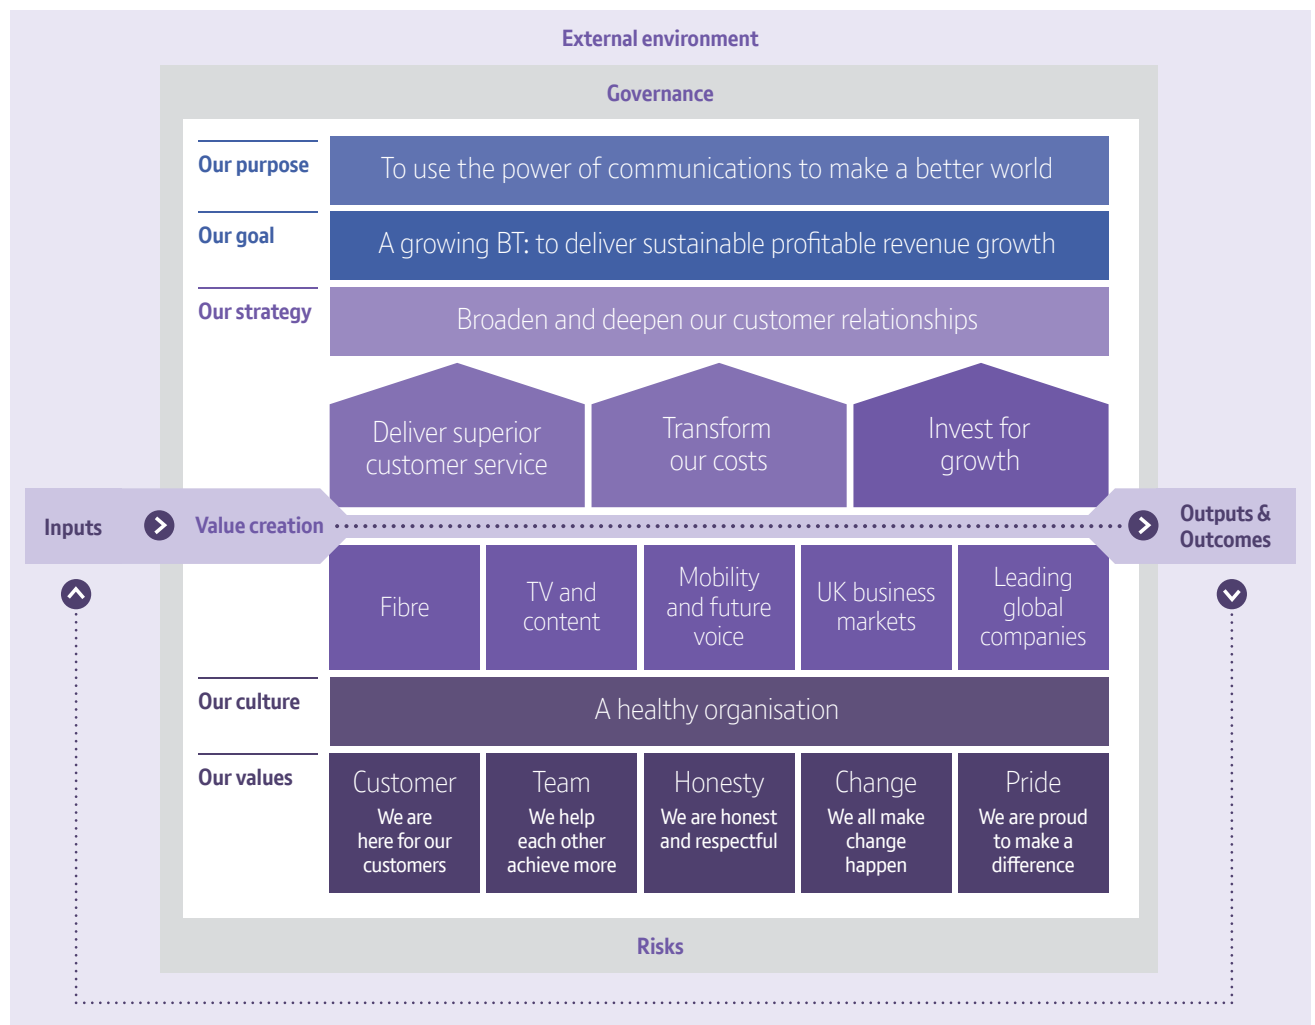 External environment
Governance
Our purpose
To use the power of communications to make a better world
Our goal
A growing BT: to deliver sustainable profitable revenue growth
Our strategy
Broaden and deepen our customer relationships
Deliver superior
customer service
Transform
our costs
Invest for
growth
Inputs
Value creation
Outputs &
Outcomes
Fibre
TV and
content
Mobility
and future
voice
UK business
markets
Leading
global
companies
Our culture
A healthy organisation
Our values
Customer
We are
here for our
customers
Team
We help
each other
achieve more
Honesty
We are honest
and respectful
Change
We all make
change
happen
Pride
We are proud
to make a
difference
Risks